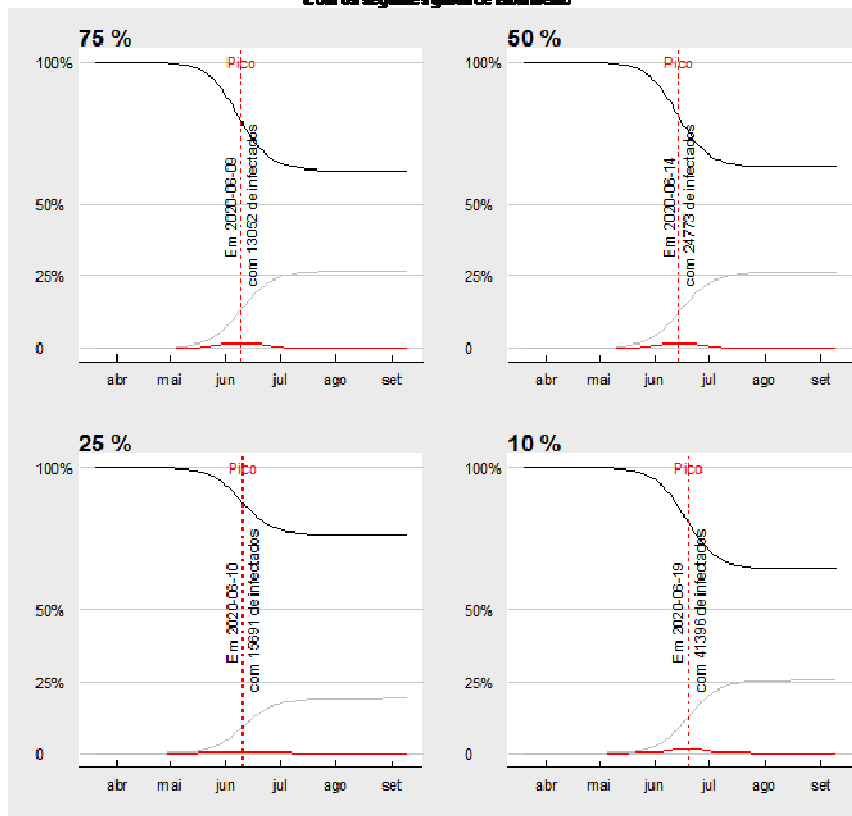 75 %
100%
50%
25%
0
Pico
Em 2020-06-09
com 13052 de infectados
abr mai jun jul ago set
50 %
100%
50%
25%
0
Pico
Em 2020-06-14
com 24773 de infectados
abr mai jun jul ago set
25 %
100%
50%
25%
0
Pico
Em 2020-06-10
com 15691 de infectados
abr mai jun jul ago set
10 %
100%
50%
25%
0
Pico
Em 2020-06-19
com 41396 de infectados
abr mai jun jul ago set